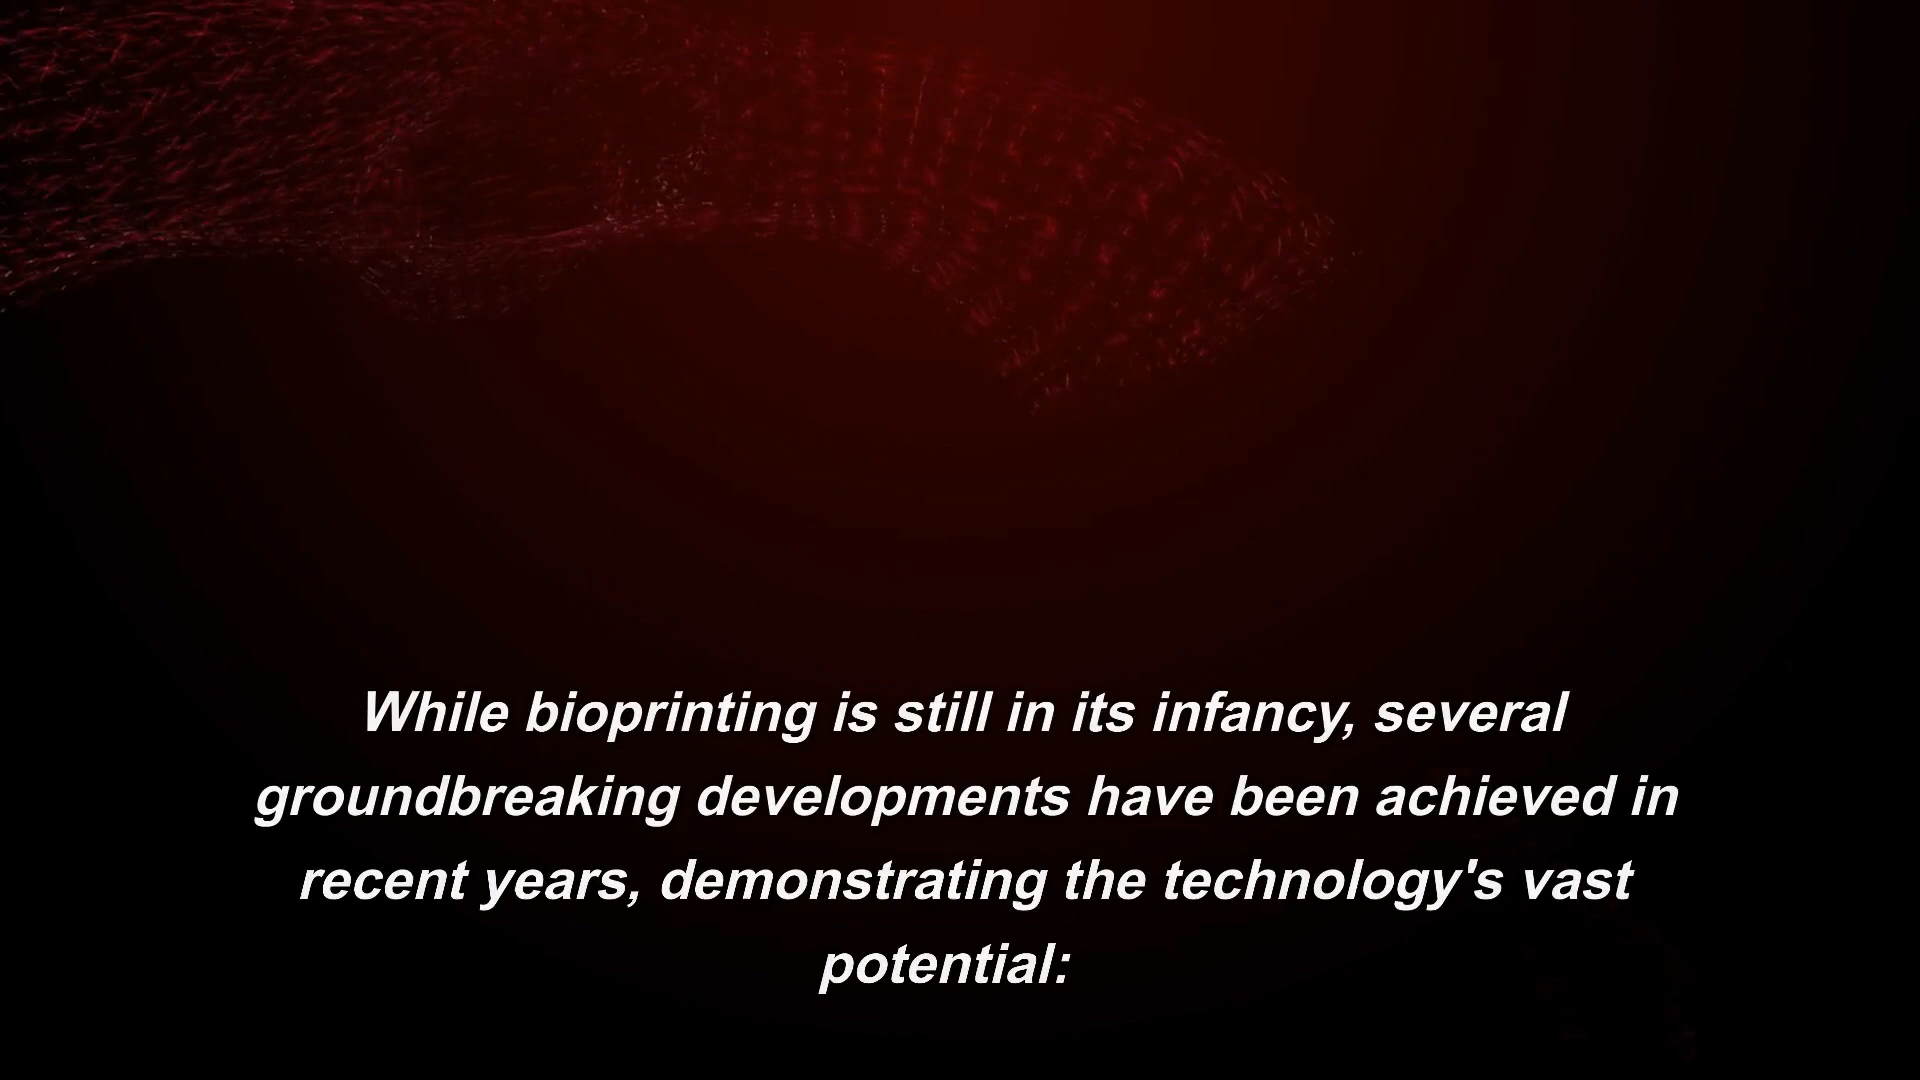 While bioprinting is still in its infancy, several
groundbreaking developments have been achieved in
recent years, demonstrating the technology's vast
potential: